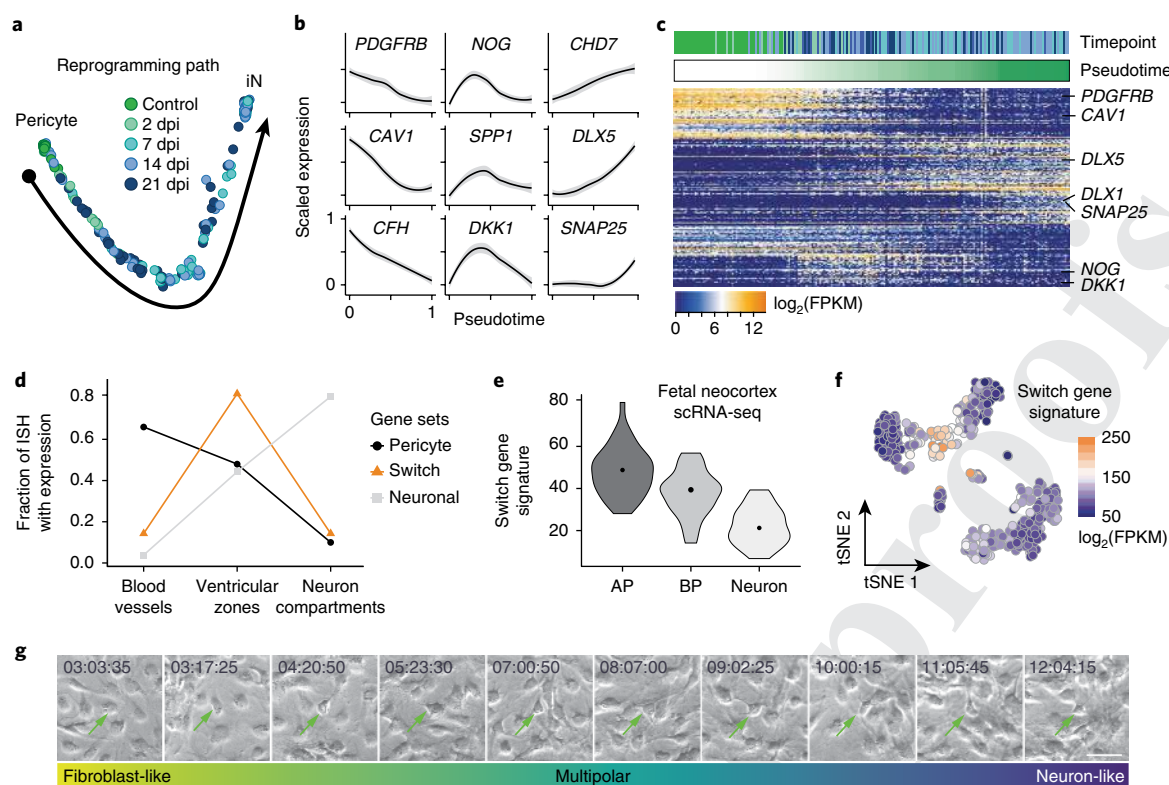 a
Reprogramming path
iN
Pericyte
Control
2 dpi
7 dpi
14 dpi
21 dpi
b
PDGFRB
NOG
CHD7
CAV1
SPP1
DLX5
CFH
DKK1
SNAP25
Scaled expression
1
0
0
1
Pseudotime
c
Timepoint
Pseudotime
PDGFRB
CAV1
DLX5
DLX1
SNAP25
NOG
DKK1
log2(FPKM)
0 6 12
d
Fraction of ISH
with expression
0.8
0.6
0.4
0.2
0.0
Blood
vessels
Ventricular
zones
Neuron
compartments
Gene sets
Pericyte
Switch
Neuronal
e
Fetal neocortex
scRNA-seq
Switch gene
signature
80
60
40
20
AP
BP
Neuron
f
Switch gene
signature
250
150
50
log2(FPKM)
tSNE 2
tSNE 1
proofs
g
03:03:35 03:17:25 04:20:50 05:23:30 07:00:50 08:07:00 09:02:25 10:00:15 11:05:45 12:04:15
Fibroblast-like Multipolar Neuron-like